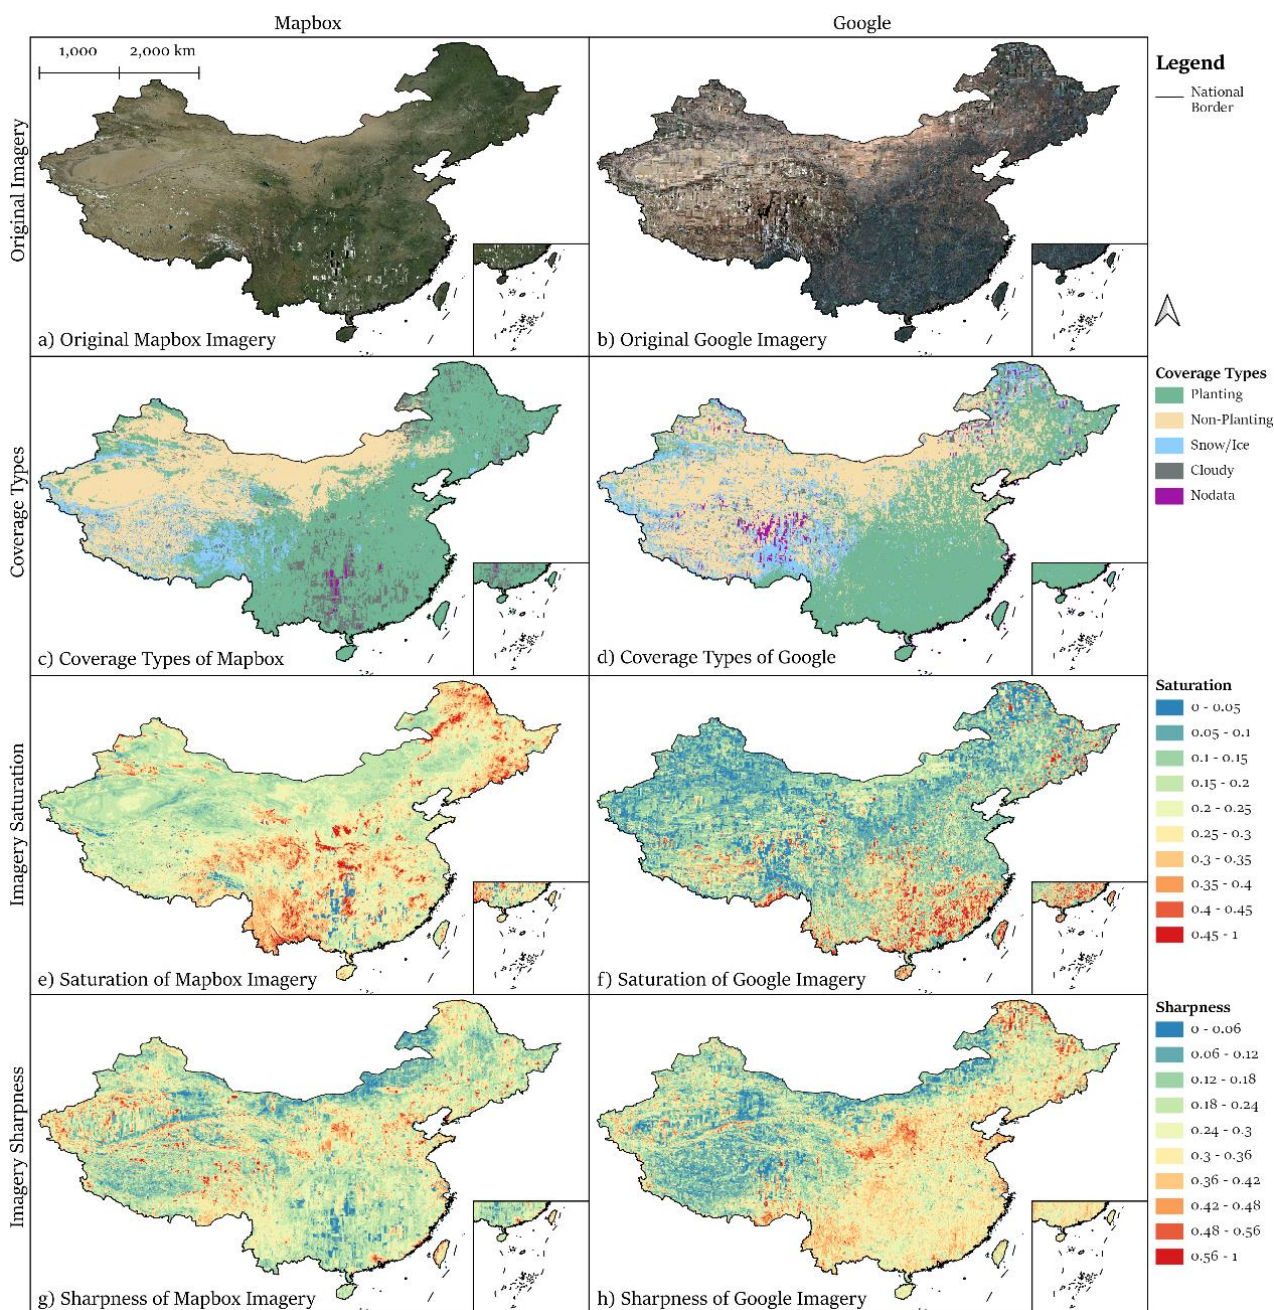 Mapbox
Google
1,000 2,000 km
Original Imagery
a) Original Mapbox Imagery
b) Original Google Imagery
Legend
National
Border
Coverage Types
c) Coverage Types of Mapbox
d) Coverage Types of Google
Coverage Types
Planting
Non-Planting
Snow/Ice
Cloudy
Nodata
Imagery Saturation
e) Saturation of Mapbox Imagery
f) Saturation of Google Imagery
Saturation
0 - 0.05
0.05 - 0.1
0.1 - 0.15
0.15 - 0.2
0.2 - 0.25
0.25 - 0.3
0.3 - 0.35
0.35 - 0.4
0.4 - 0.45
0.45 - 1
Imagery Sharpness
g) Sharpness of Mapbox Imagery
h) Sharpness of Google Imagery
Sharpness
0 - 0.06
0.06 - 0.12
0.12 - 0.18
0.18 - 0.24
0.24 - 0.3
0.3 - 0.36
0.36 - 0.42
0.42 - 0.48
0.48 - 0.56
0.56 - 1